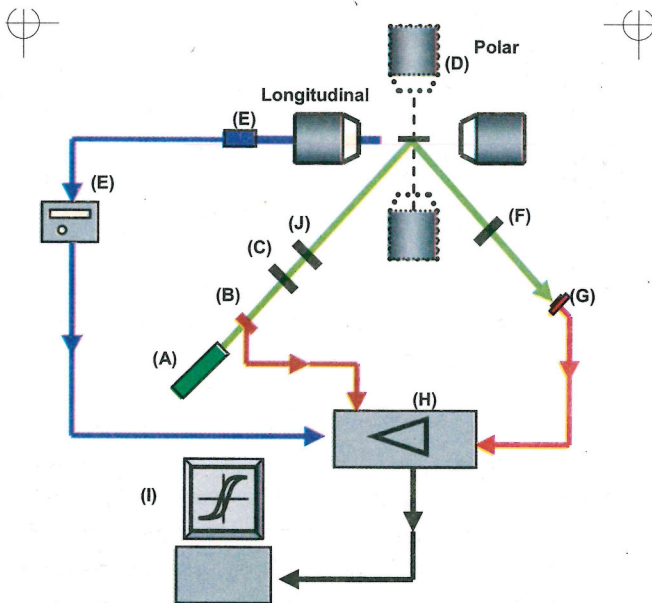 Polar
(D)
Longitudinal
(E)
(E)
(J)
(F)
(C)
(B)
(G)
(A)
(H)
(I)